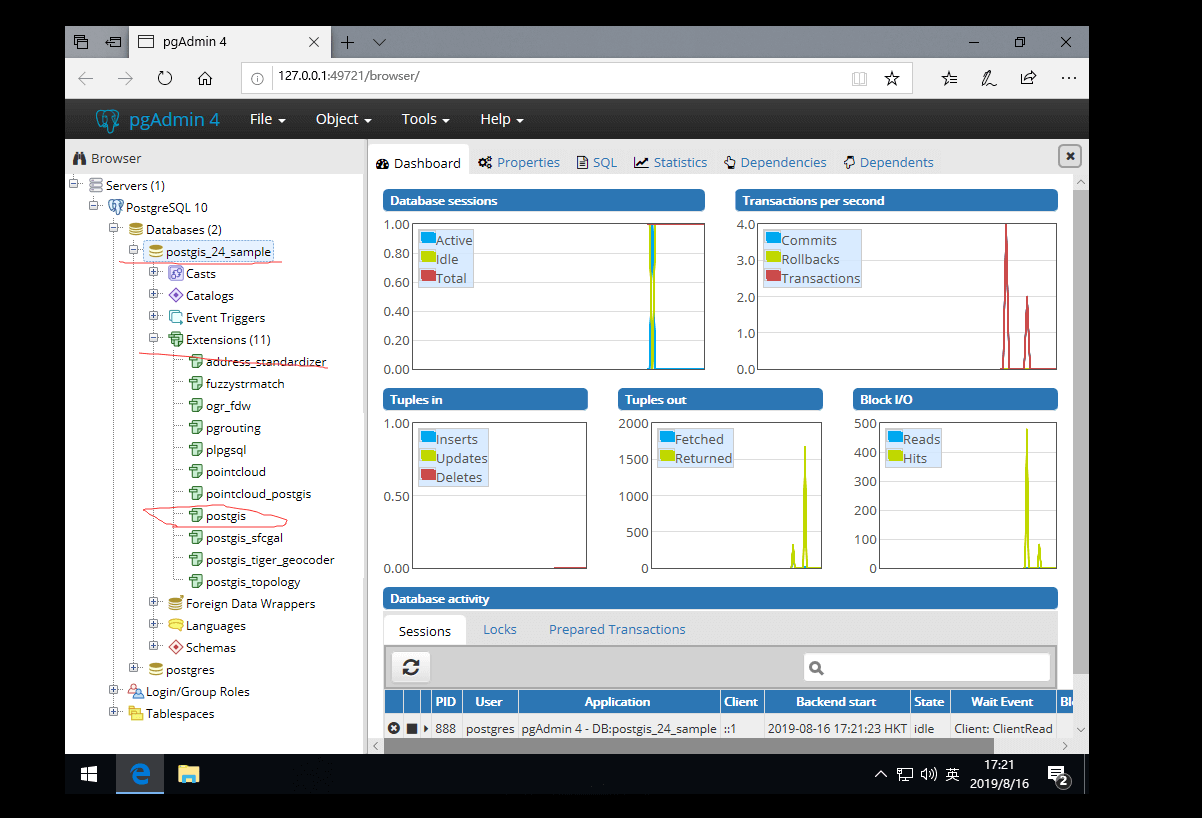 pgAdmin 4
127.0.0.1:49721/browser/
pgAdmin 4 File Object Tools Help
Browser
Servers (1)
PostgreSQL 10
Databases (2)
postgis_24_sample
Casts
Catalogs
Event Triggers
Extensions (11)
address_standardizer
fuzzystrmatch
ogr_fdw
pgrouting
plpgsql
pointcloud
pointcloud_postgis
postgis
postgis_sfcgal
postgis_tiger_geocoder
postgis_topology
Foreign Data Wrappers
Languages
Schemas
postgres
Login/Group Roles
Tablespaces
Dashboard Properties SQL Statistics Dependencies Dependents
Database sessions
1.00
0.80
0.60
0.40
0.20
0.00
Active
Idle
Total
Transactions per second
4.0
3.0
2.0
1.0
0.0
Commits
Rollbacks
Transactions
Tuples in
1.00
0.50
0.00
Inserts
Updates
Deletes
Tuples out
2000
1500
1000
500
0
Fetched
Returned
Block I/O
500
400
300
200
100
0
Reads
Hits
Database activity
Sessions Locks Prepared Transactions
PID User Application Client Backend start State Wait Event Bl
888 postgres pgAdmin 4 - DB:postgis_24_sample ::1 2019-08-16 17:21:23 HKT idle Client: ClientRead
英
17:21
2019/8/16
2